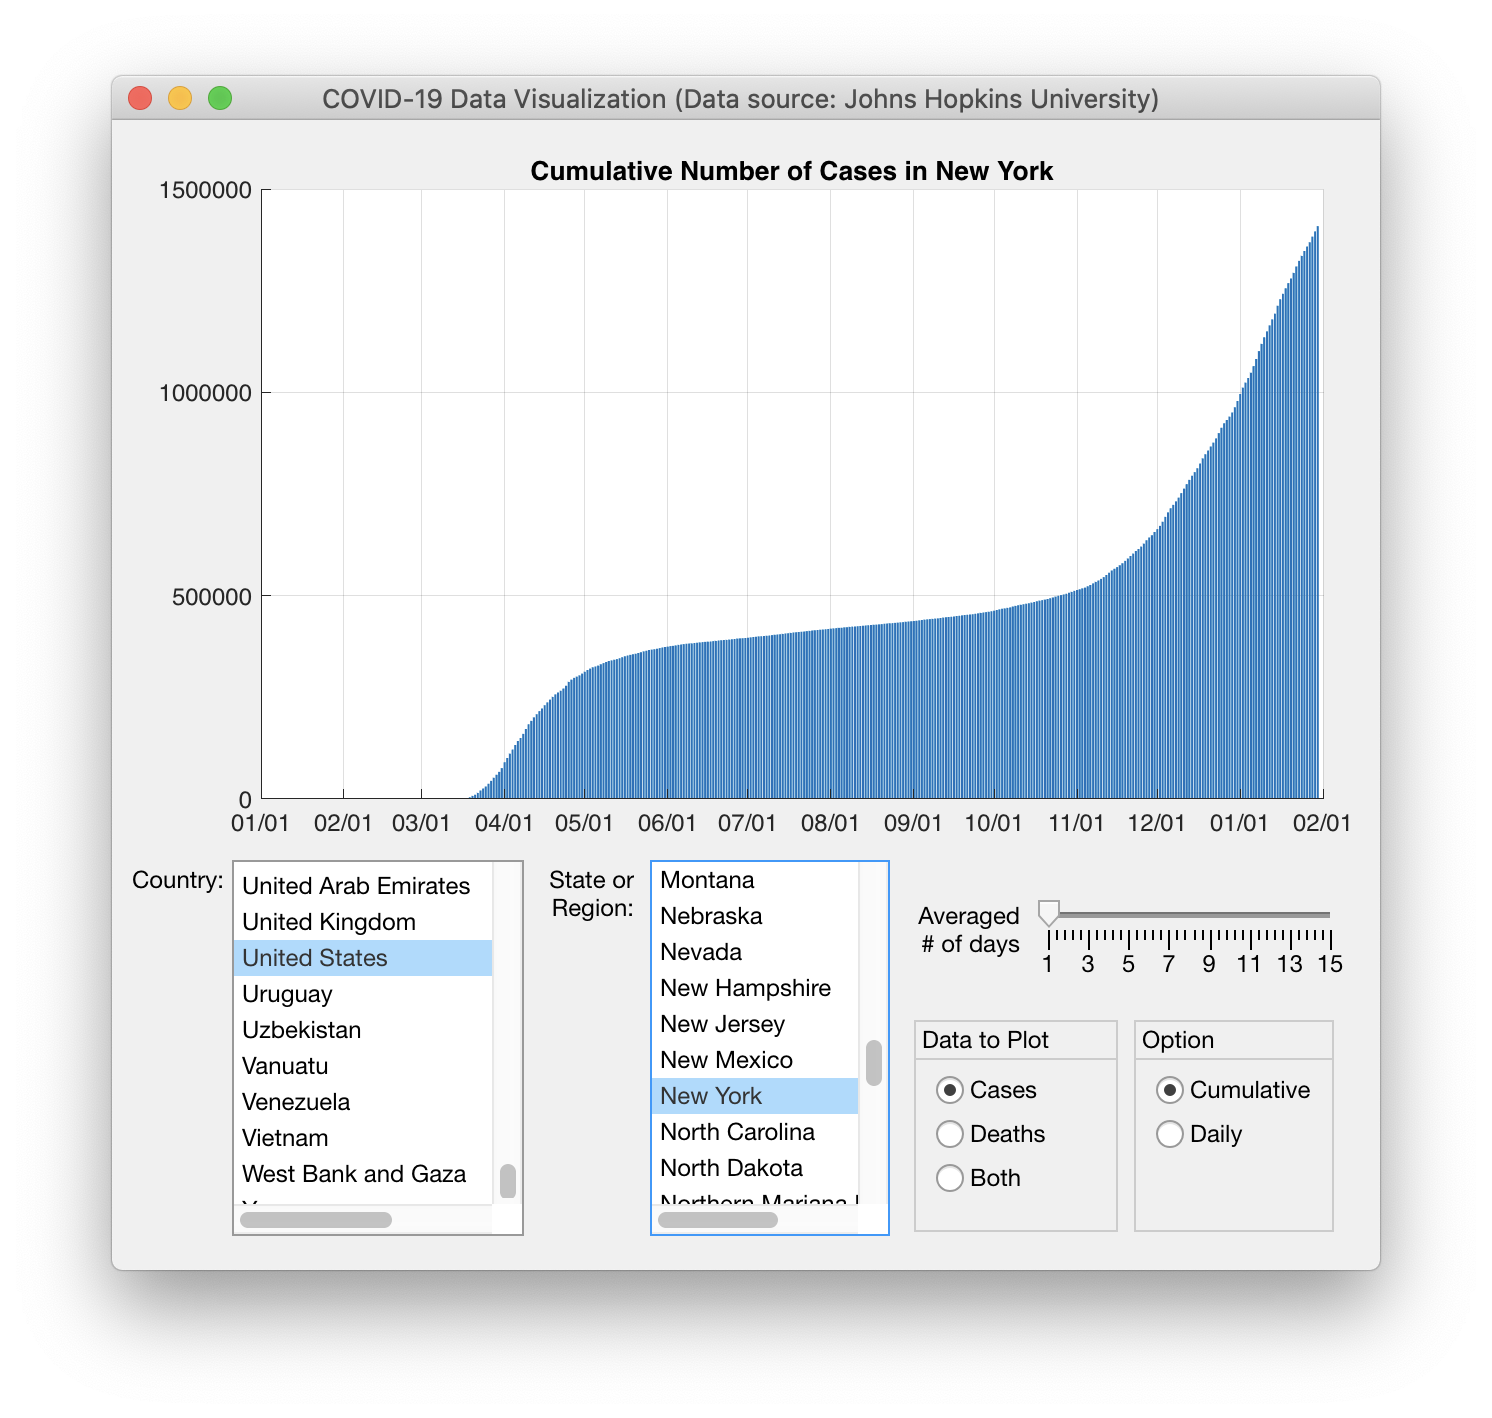 COVID-19 Data Visualization (Data source: Johns Hopkins University)
Cumulative Number of Cases in New York
1500000
1000000
500000
0
01/01 02/01 03/01 04/01 05/01 06/01 07/01 08/01 09/01 10/01 11/01 12/01 01/01 02/01
Country:
United Arab Emirates
United Kingdom
United States
Uruguay
Uzbekistan
Vanuatu
Venezuela
Vietnam
West Bank and Gaza
State or
Region:
Montana
Nebraska
Nevada
New Hampshire
New Jersey
New Mexico
New York
North Carolina
North Dakota
Northern Mariana
Averaged
# of days
1 3 5 7 9 11 13 15
Data to Plot
Cases
Deaths
Both
Option
Cumulative
Daily